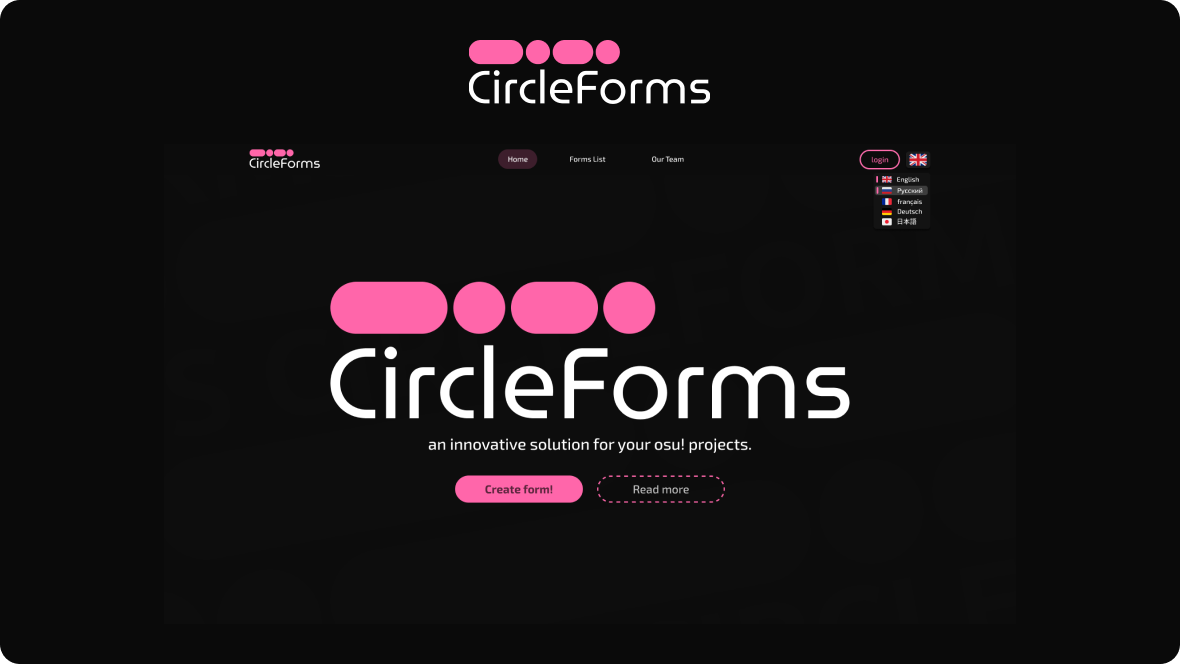 CircleForms
CircleForms
Home
Forms List
Our Team
login
English
Русский
français
Deutsch
日本語
CircleForms
an innovative solution for your osu! projects.
Create form!
Read more